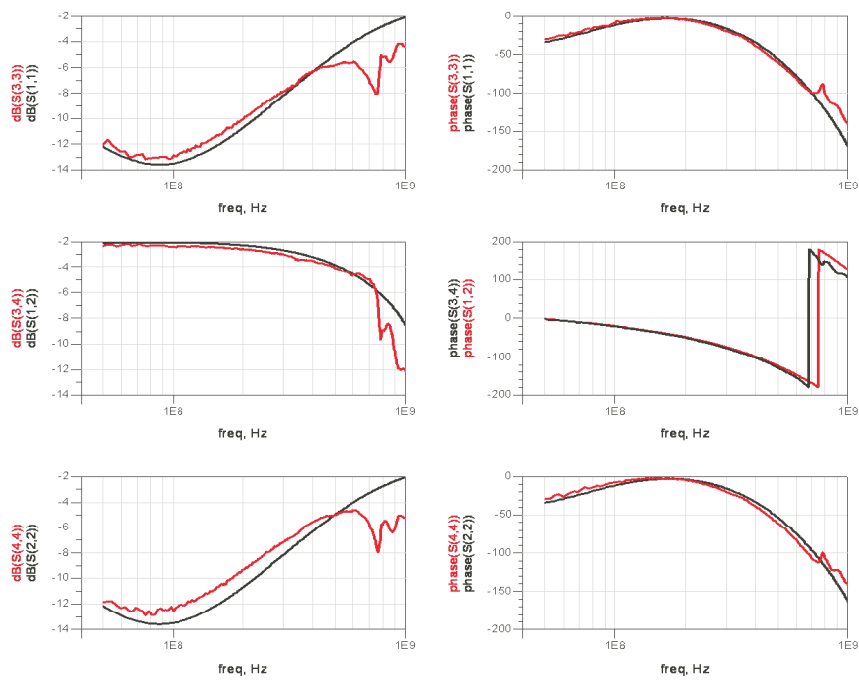 dB(S(3,3))
dB(S(1,1))
-2
-4
-6
-8
-10
-12
-14
1E8
1E9
freq, Hz
phase(S(3,3))
phase(S(1,1))
0
-50
-100
-150
-200
1E8
1E9
freq, Hz
dB(S(3,4))
dB(S(1,2))
-2
-4
-6
-8
-10
-12
-14
1E8
1E9
freq, Hz
phase(S(3,4))
phase(S(1,2))
200
100
0
-100
-200
1E8
1E9
freq, Hz
dB(S(4,4))
dB(S(2,2))
-2
-4
-6
-8
-10
-12
-14
1E8
1E9
freq, Hz
phase(S(4,4))
phase(S(2,2))
0
-50
-100
-150
-200
1E8
1E9
freq, Hz